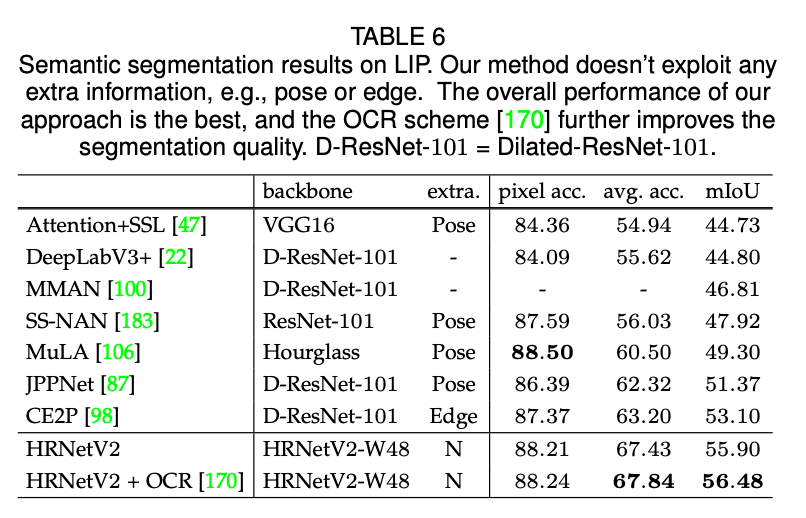 TABLE 6
Semantic segmentation results on LIP. Our method doesn't exploit any
extra information, e.g., pose or edge. The overall performance of our
approach is the best, and the OCR scheme [170] further improves the
segmentation quality. D-ResNet-101 = Dilated-ResNet-101.
backbone extra. pixel acc. avg. acc. mIoU
Attention+SSL [47] VGG16 Pose 84.36 54.94 44.73
DeepLabV3+ [22] D-ResNet-101 - 84.09 55.62 44.80
MMAN [100] D-ResNet-101 - - - 46.81
SS-NAN [183] ResNet-101 Pose 87.59 56.03 47.92
MuLA [106] Hourglass Pose 88.50 60.50 49.30
JPPNet [87] D-ResNet-101 Pose 86.39 62.32 51.37
CE2P [98] D-ResNet-101 Edge 87.37 63.20 53.10
HRNetV2 HRNetV2-W48 N 88.21 67.43 55.90
HRNetV2 + OCR [170] HRNetV2-W48 N 88.24 67.84 56.48